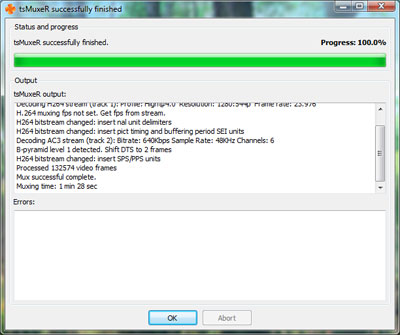 tsMuxeR successfully finished
Status and progress
tsMuxeR successfully finished. Progress: 100.0%
Output
tsMuxeR output:
Decoding H264 stream (track 1): Profile: High@4.0 Resolution: 1280:544p Frame rate: 23.976
H.264 muxing fps not set. Get fps from stream.
H264 bitstream changed: insert nal unit delimiters
H264 bitstream changed: insert pict timing and buffering period SEI units
Decoding AC3 stream (track 2): Bitrate: 640Kbps Sample Rate: 48KHz Channels: 6
B-pyramid level 1 detected. Shift DTS to 2 frames
H264 bitstream changed: insert SPS/PPS units
Processed 132574 video frames
Mux successful complete.
Muxing time: 1 min 28 sec
Errors:
OK
Abort